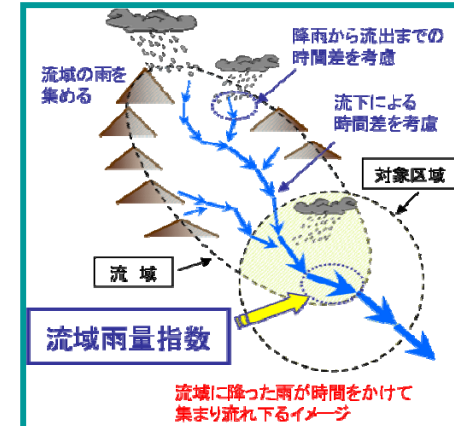 降雨から流出までの
時間差を考慮
流域の雨を
集める
流下による
時間差を考慮
対象区域
流 域
流域雨量指数
流域に降った雨が時間をかけて
集まり流れ下るイメージ